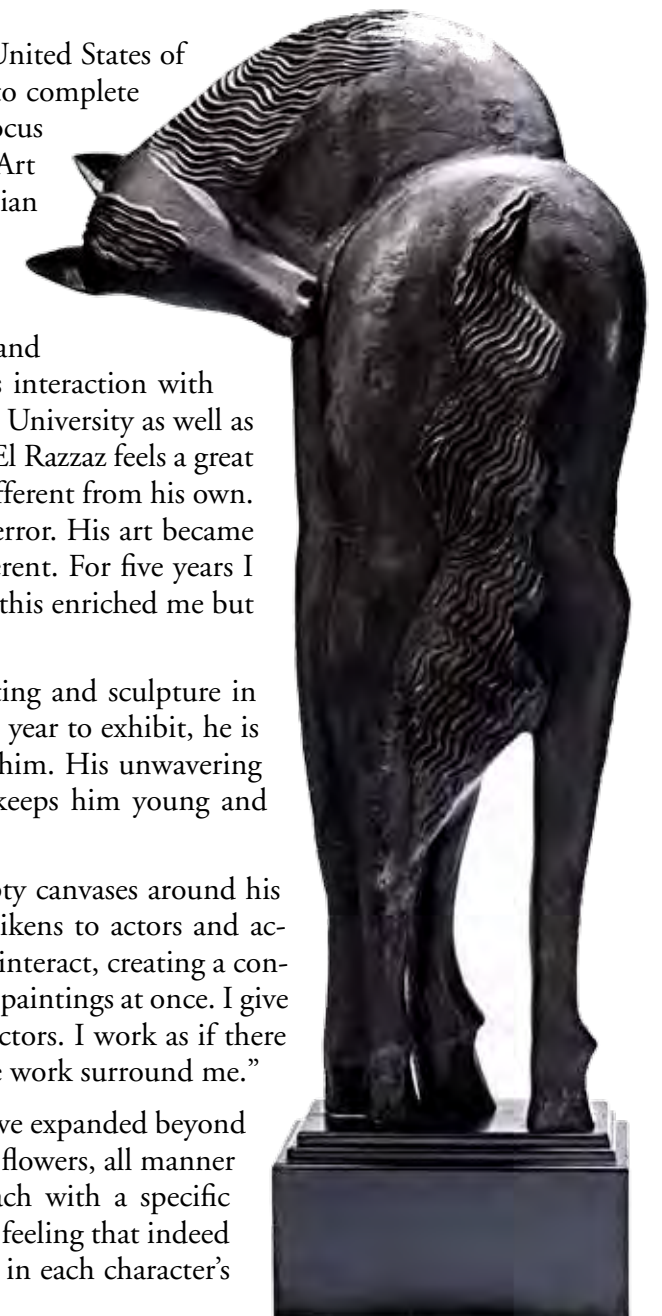 United States of
to complete
ocus
Art
ian
and
s interaction with
University as well as
El Razzaz feels a great
fferent from his own.
error. His art became
erent. For five years I
this enriched me but
ting and sculpture in
year to exhibit, he is
him. His unwavering
keeps him young and
pty canvases around his
ikens to actors and ac-
interact, creating a con-
paintings at once. I give
ctors. I work as if there
e work surround me.”
ve expanded beyond
flowers, all manner
ach with a specific
feeling that indeed
in each character’s